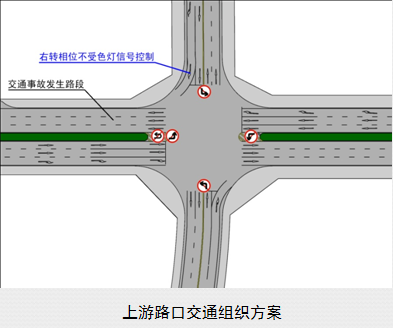 右转相位不受色灯信号控制
交通事故发生路段
上游路口交通组织方案